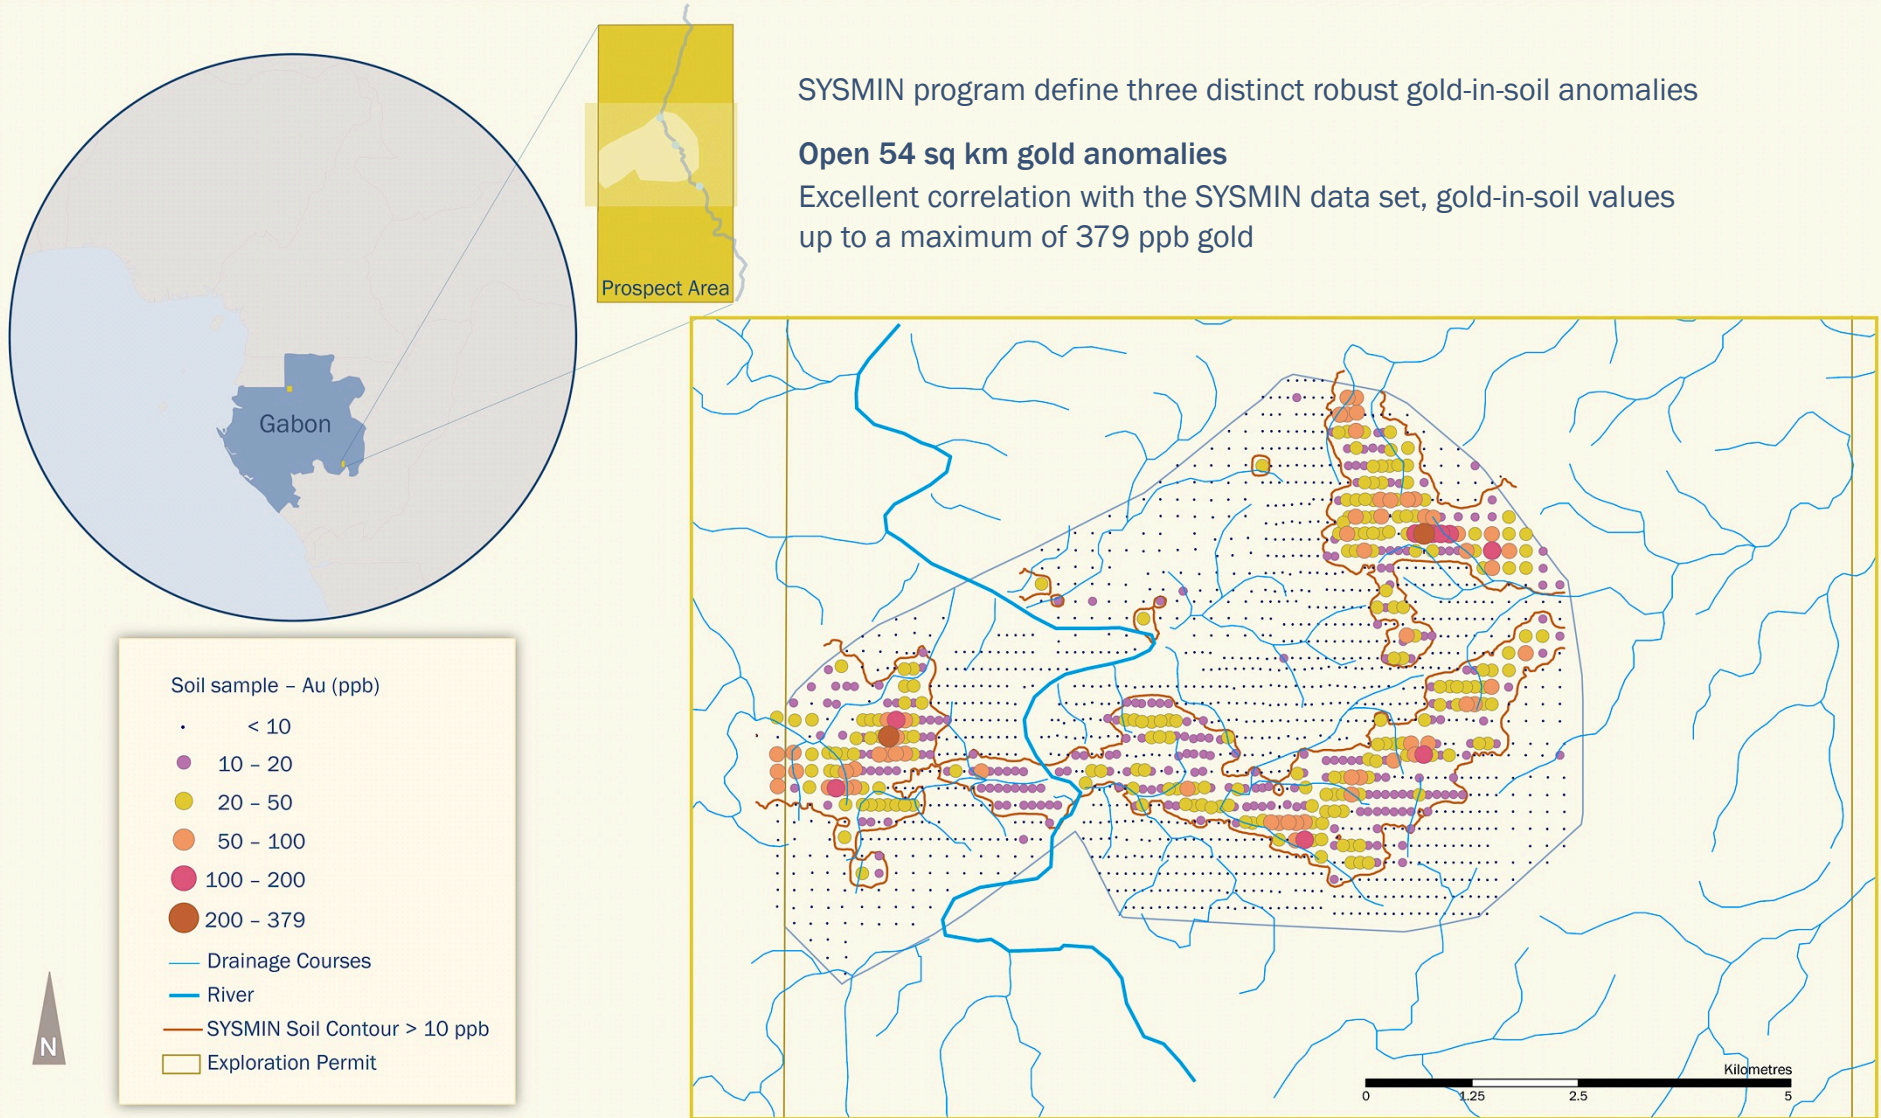 SYSMIN program define three distinct robust gold-in-soil anomalies
Open 54 sq km gold anomalies
Excellent correlation with the SYSMIN data set, gold-in-soil values
up to a maximum of 379 ppb gold
Prospect Area
Gabon
Soil sample – Au (ppb)
< 10
10 – 20
20 – 50
50 – 100
100 – 200
200 – 379
Drainage Courses
River
SYSMIN Soil Contour > 10 ppb
Exploration Permit
N
Kilometres
0 1.25 2.5 5